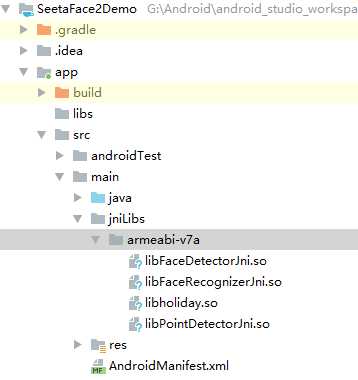 SeetaFace2Demo G:\Android\android_studio_workspa
.gradle
.idea
app
build
libs
src
androidTest
main
java
jniLibs
armeabi-v7a
libFaceDetectorJni.so
libFaceRecognizerJni.so
libholiday.so
libPointDetectorJni.so
res
MF AndroidManifest.xml